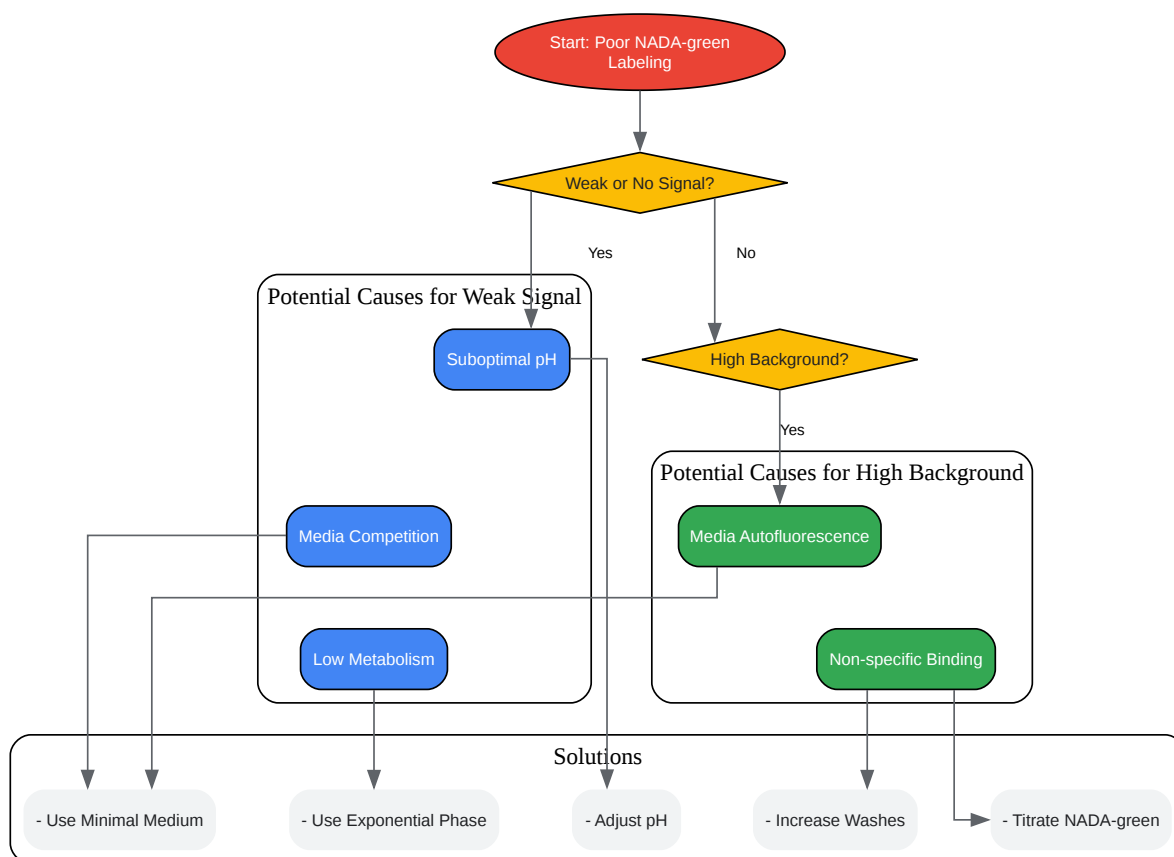 Start: Poor NADA-green
Labeling
Weak or No Signal?
Yes
No
Potential Causes for Weak Signal
Suboptimal pH
High Background?
Yes
Potential Causes for High Background
Media Competition
Media Autofluorescence
Low Metabolism
Non-specific Binding
Solutions
- Use Minimal Medium
- Use Exponential Phase
- Adjust pH
- Increase Washes
- Titrate NADA-green